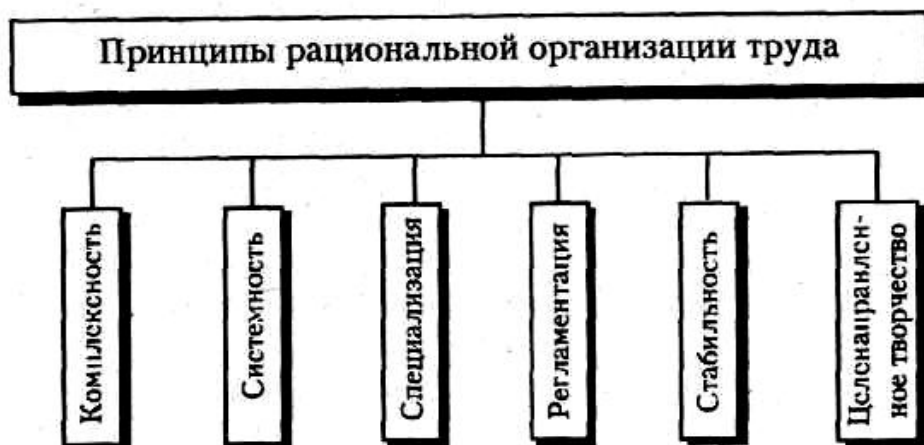 Принципы рациональной организации труда
Комплексность
Системность
Специализация
Регламентация
Стабильность
Целенаправлен-
ное творчество